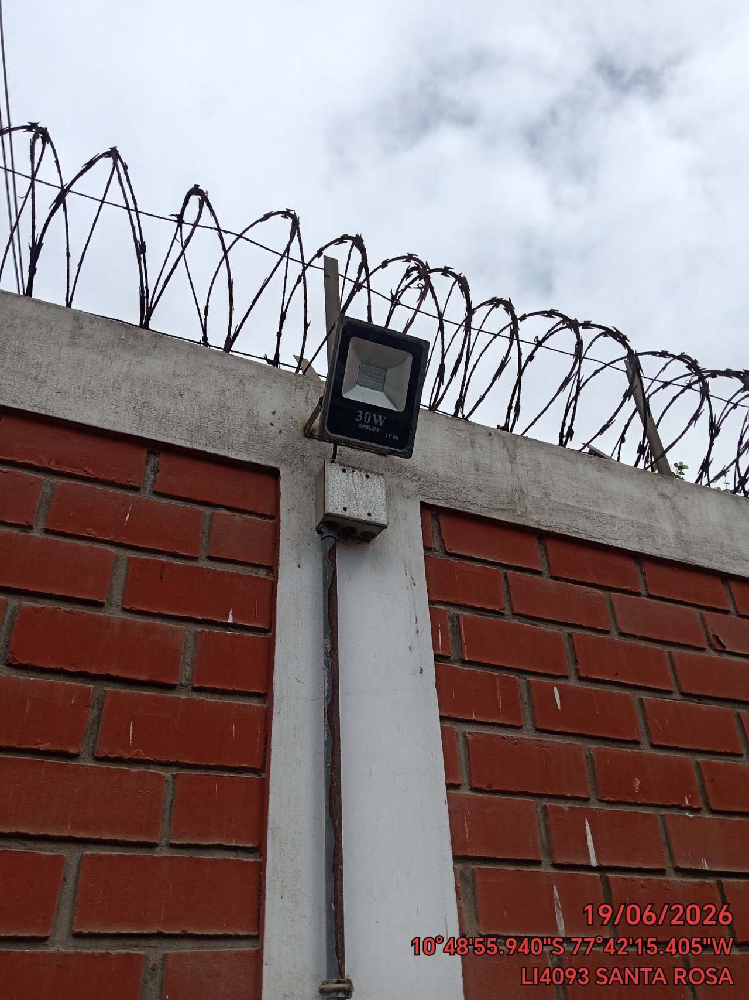 30W
OPALUX
IP66
19/06/2026
10°48'55.940"S 77°42'15.405"W
LI4093 SANTA ROSA